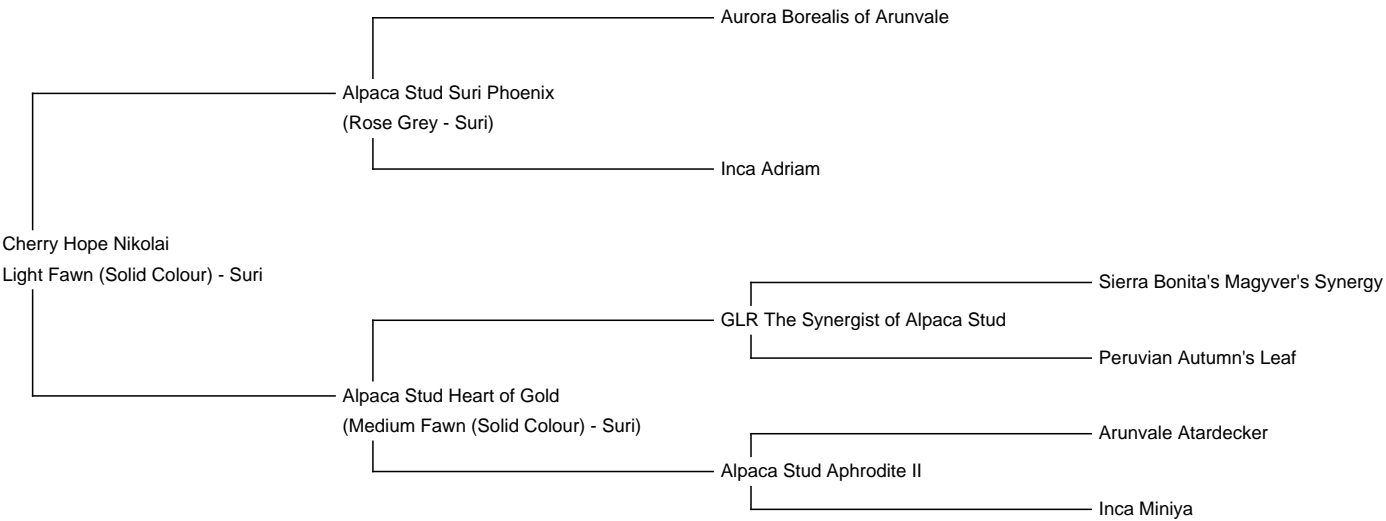 Aurora Borealis of Arunvale
Alpaca Stud Suri Phoenix
(Rose Grey - Suri)
Inca Adriam
Cherry Hope Nikolai
Light Fawn (Solid Colour) - Suri
Sierra Bonita's Magyver's Synergy
GLR The Synergist of Alpaca Stud
Peruvian Autumn's Leaf
Alpaca Stud Heart of Gold
(Medium Fawn (Solid Colour) - Suri)
Arunvale Atardecker
Alpaca Stud Aphrodite II
Inca Miniya